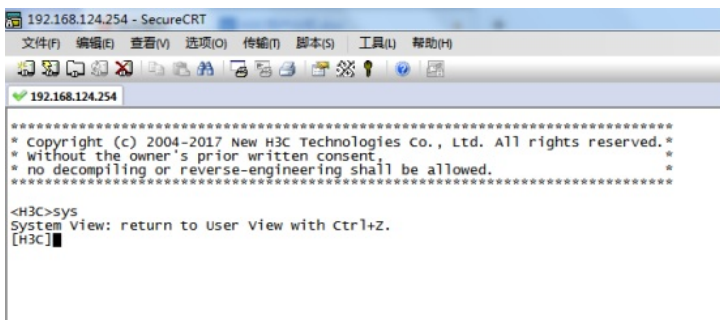 192.168.124.254 - SecureCRT
文件(F) 编辑(E) 查看(V) 选项(O) 传输(T) 脚本(S) 工具(L) 帮助(H)
192.168.124.254
******************************************************************************
* Copyright (c) 2004-2017 New H3C Technologies Co., Ltd. All rights reserved.*
* Without the owner's prior written consent, *
* no decompiling or reverse-engineering shall be allowed. *
******************************************************************************
<H3C>sys
System View: return to User View with Ctrl+Z.
[H3C]